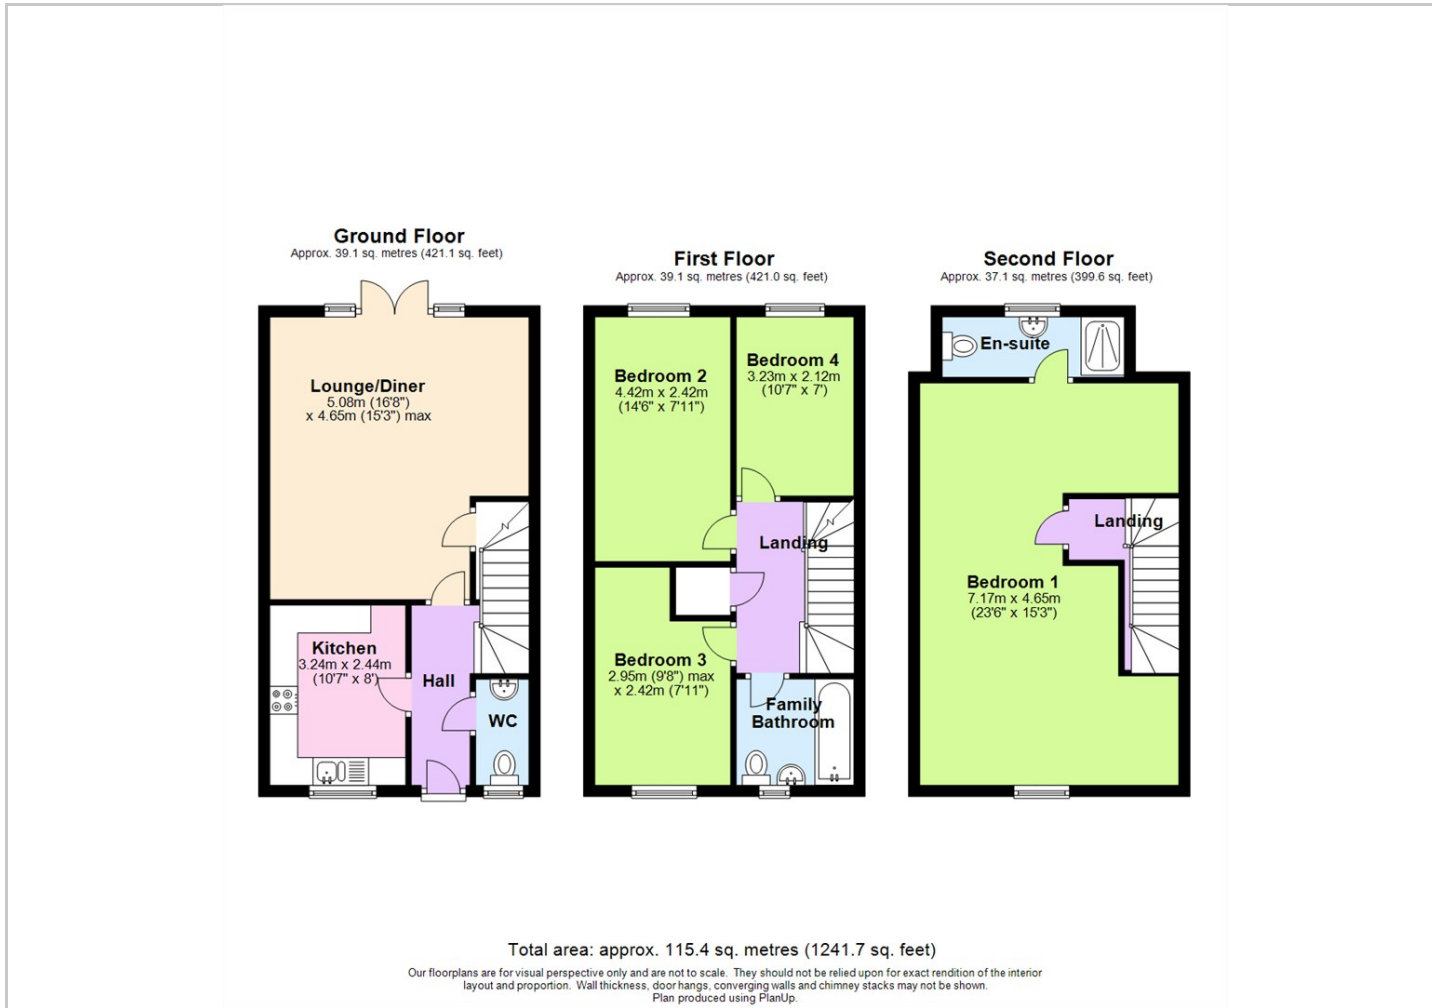 Ground Floor
Approx. 39.1 sq. metres (421.1 sq. feet)
Lounge/Diner
5.08m (16'8")
x 4.65m (15'3") max
Kitchen
3.24m x 2.44m
(10'7" x 8')
Hall
WC
First Floor
Approx. 39.1 sq. metres (421.0 sq. feet)
Bedroom 2
4.42m x 2.42m
(14'6" x 7'11")
Bedroom 4
3.23m x 2.12m
(10'7" x 7')
Landing
Bedroom 3
2.95m (9'8") max
x 2.42m (7'11")
Family
Bathroom
Second Floor
Approx. 37.1 sq. metres (399.6 sq. feet)
En-suite
Landing
Bedroom 1
7.17m x 4.65m
(23'6" x 15'3")
Total area: approx. 115.4 sq. metres (1241.7 sq. feet)
Our floorplans are for visual perspective only and are not to scale. They should not be relied upon for exact rendition of the interior
layout and proportion. Wall thickness, door hangs, converging walls and chimney stacks may not be shown.
Plan produced using PlanUp.